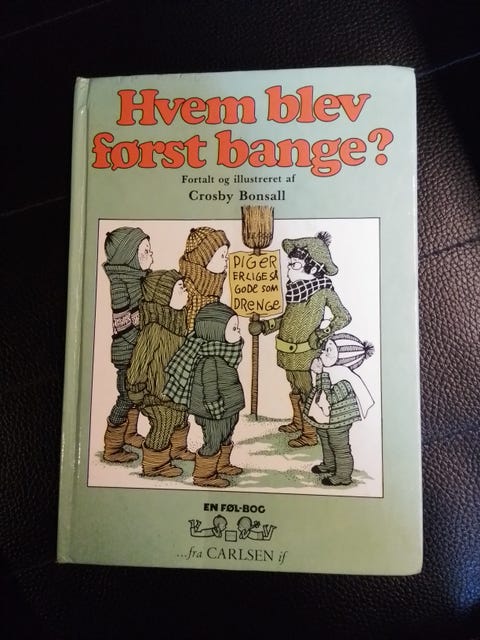 Hvem blev
først bange?
Fortalt og illustreret af
Crosby Bonsall
PIGER
ER LIGE SÅ
GODE SOM
DRENGE
EN FØL-BOG
...fra CARLSEN if